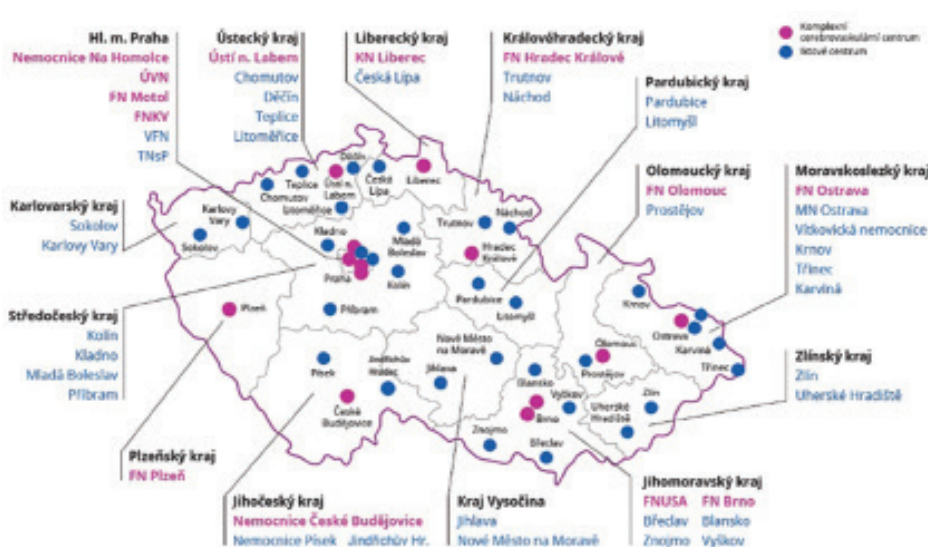 Hl. m. Praha
Nemocnice Na Homolce
ÚVN
FN Motol
FNKV
VFN
TNsP
Ústecký kraj
Ústí n. Labem
Chomutov
Děčín
Teplice
Litoměřice
Liberecký kraj
KN Liberec
Česká Lípa
Královéhradecký kraj
FN Hradec Králové
Trutnov
Náchod
Komplexní
cerebrovaskulární centrum
Iktové centrum
Pardubický kraj
Pardubice
Litomyšl
Olomoucký kraj
FN Olomouc
Prostějov
Moravskoslezký kraj
FN Ostrava
MN Ostrava
Vítkovická nemocnice
Krnov
Třinec
Karviná
Karlovarský kraj
Sokolov
Karlovy Vary
Středočeský kraj
Kolín
Kladno
Mladá Boleslav
Příbram
Zlínský kraj
Zlín
Uherské Hradiště
Plzeňský kraj
FN Plzeň
Jihočeský kraj
Nemocnice České Budějovice
Nemocnice Písek Jindřichův Hr.
Kraj Vysočina
Jihlava
Nové Město na Moravě
Jihomoravský kraj
FNUSA FN Brno
Břeclav Blansko
Znojmo Vyškov
Děčín
Teplice
Chomutov
Ústí n.
Labem
Litoměřice
Česká
Lípa
Liberec
Karlovy
Vary
Sokolov
Kladno
Mladá
Boleslav
Praha
Kolín
Příbram
Plzeň
Trutnov
Náchod
Hradec
Králové
Pardubice
Litomyšl
Krnov
Ostrava
Karviná
Třinec
Olomouc
Prostějov
Nové Město
na Moravě
Jihlava
Písek
Jindřichův
Hradec
České
Budějovice
Blansko
Vyškov
Brno
Znojmo
Břeclav
Uherské
Hradiště
Zlín